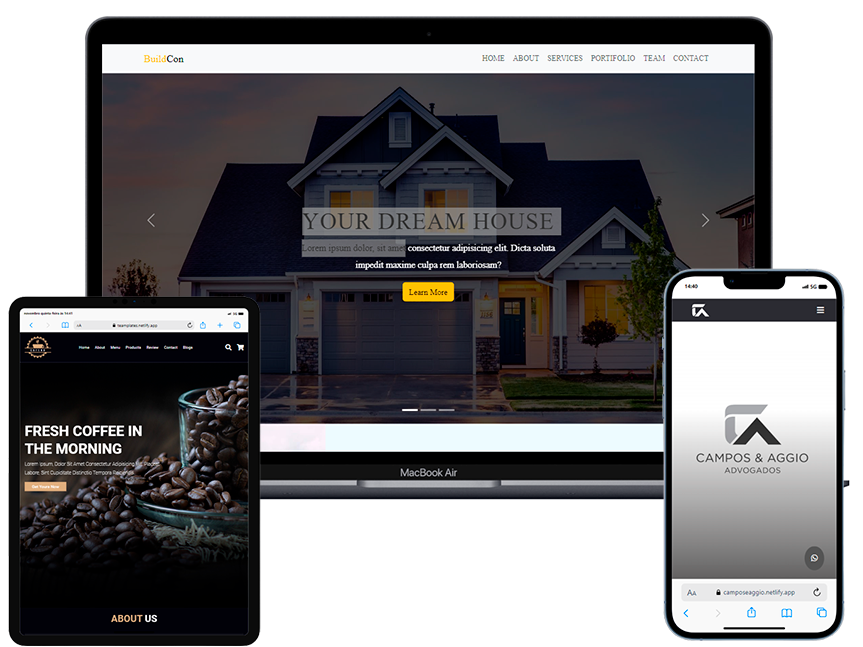 BuildCon
HOME ABOUT SERVICES PORTIFOLIO TEAM CONTACT
YOUR DREAM HOUSE
Lorem ipsum dolor, sit amet consectetur adipisicing elit. Dicta soluta
impedit maxime culpa rem laboriosam?
Learn More
MacBook Air
teamplates.netlify.app
Home About Menu Products Review Contact Blogs
FRESH COFFEE IN
THE MORNING
Lorem Ipsum, Dolor Sit Amet Consectetur Adipisicing Elit. Magni
Labore, Sint Cupiditate Distinctio Tempora Reiciendis.
Get Yours Now
ABOUT US
14:40
5G
CAMPOS & AGGIO
ADVOGADOS
AA
camposeaggio.netlify.app